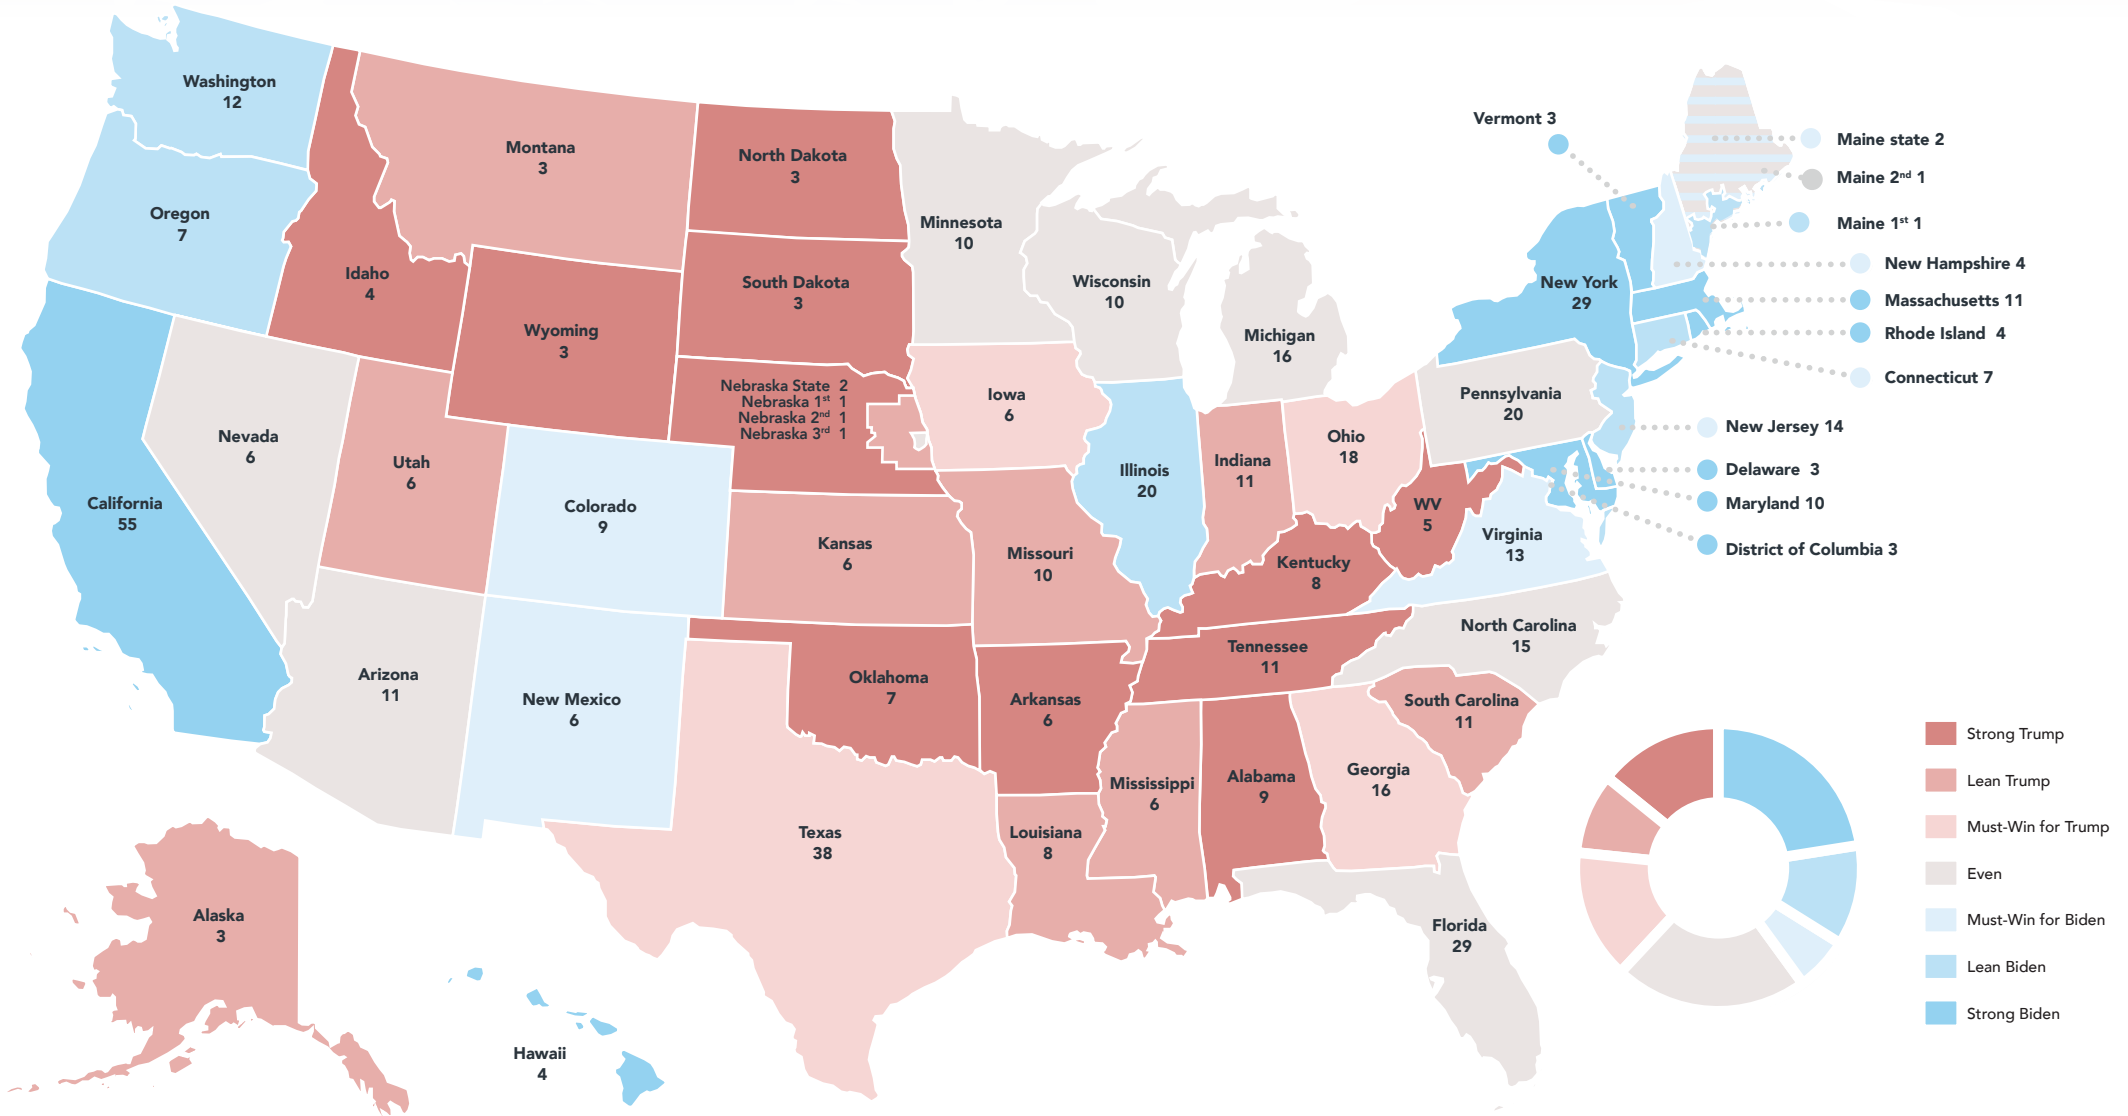 Washington
12
Oregon
7
California
55
Nevada
6
Idaho
4
Montana
3
Wyoming
3
Utah
6
Arizona
11
Colorado
9
New Mexico
6
North Dakota
3
South Dakota
3
Nebraska State 2
Nebraska 1st 1
Nebraska 2nd 1
Nebraska 3rd 1
Kansas
6
Oklahoma
7
Texas
38
Minnesota
10
Iowa
6
Missouri
10
Arkansas
6
Louisiana
8
Wisconsin
10
Illinois
20
Michigan
16
Indiana
11
Ohio
18
Kentucky
8
Tennessee
11
Mississippi
6
Alabama
9
Georgia
16
Florida
29
South Carolina
11
North Carolina
15
Virginia
13
WV
5
Pennsylvania
20
New York
29
Vermont 3
Maine state 2
Maine 2nd 1
Maine 1st 1
New Hampshire 4
Massachusetts 11
Rhode Island 4
Connecticut 7
New Jersey 14
Delaware 3
Maryland 10
District of Columbia 3
Alaska
3
Hawaii
4
Strong Trump
Lean Trump
Must-Win for Trump
Even
Must-Win for Biden
Lean Biden
Strong Biden